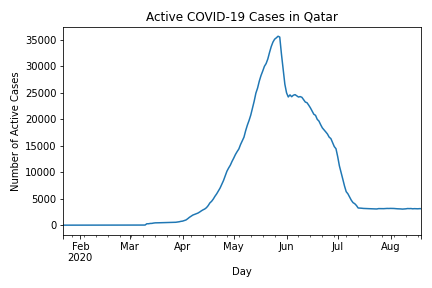 Active COVID-19 Cases in Qatar
Number of Active Cases
35000
30000
25000
20000
15000
10000
5000
0
Feb Mar Apr May Jun Jul Aug
2020
Day